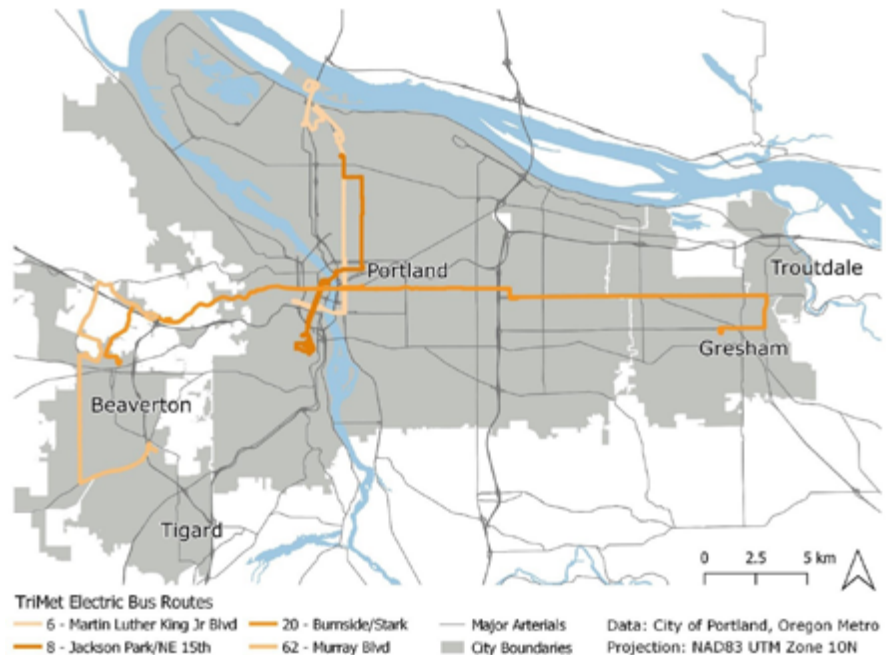 Portland
Troutdale
Gresham
Beaverton
Tigard
0 2.5 5 km
TriMet Electric Bus Routes
6 - Martin Luther King Jr Blvd
20 - Burnside/Stark
Major Arterials
Data: City of Portland, Oregon Metro
8 - Jackson Park/NE 15th
62 - Murray Blvd
City Boundaries
Projection: NAD83 UTM Zone 10N